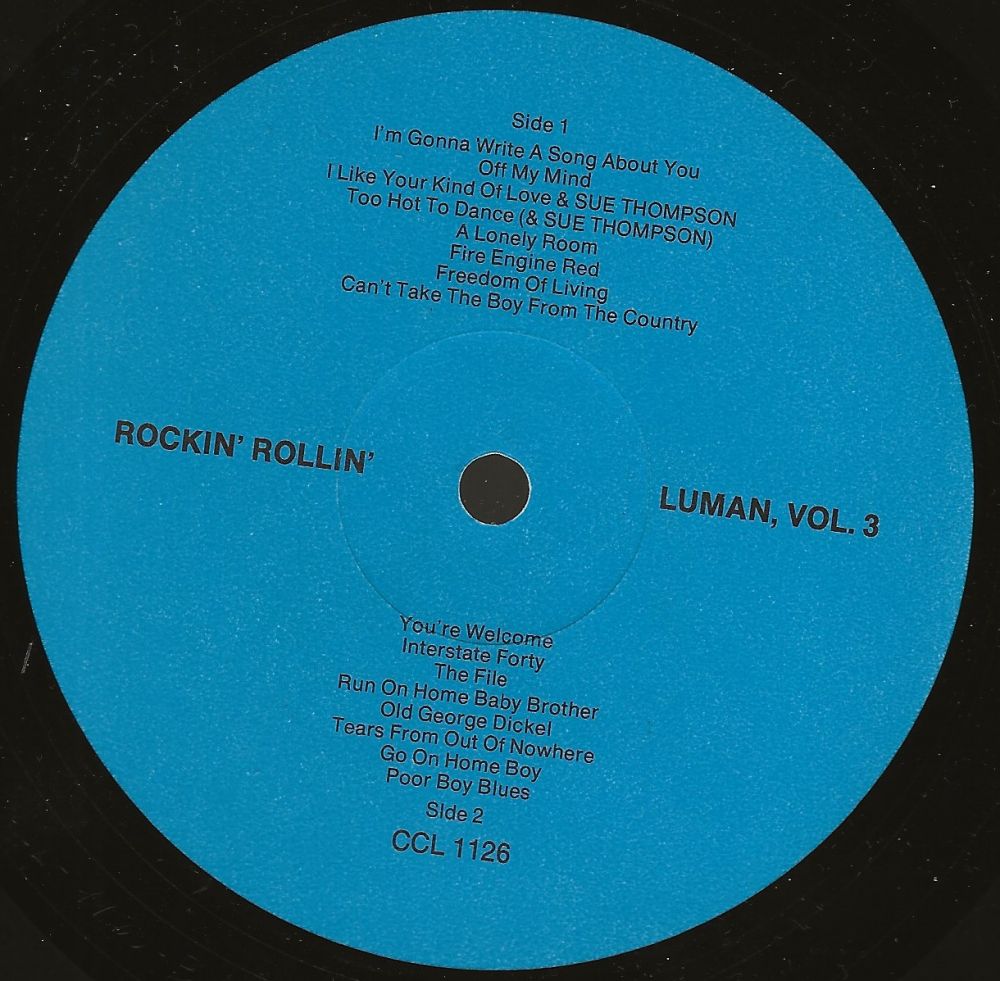 Side 1
I'm Gonna Write A Song About You
Off My Mind
I Like Your Kind Of Love & SUE THOMPSON
Too Hot To Dance (& SUE THOMPSON)
A Lonely Room
Fire Engine Red
Freedom Of Living
Can't Take The Boy From The Country
ROCKIN' ROLLIN'
LUMAN, VOL. 3
You're Welcome
Interstate Forty
The File
Run On Home Baby Brother
Old George Dickel
Tears From Out Of Nowhere
Go On Home Boy
Poor Boy Blues
SIde 2
CCL 1126